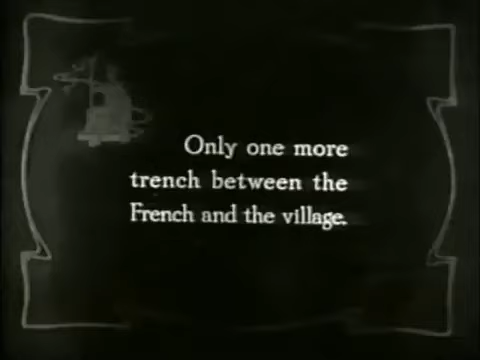 Only one more
trench between the
French and the village.